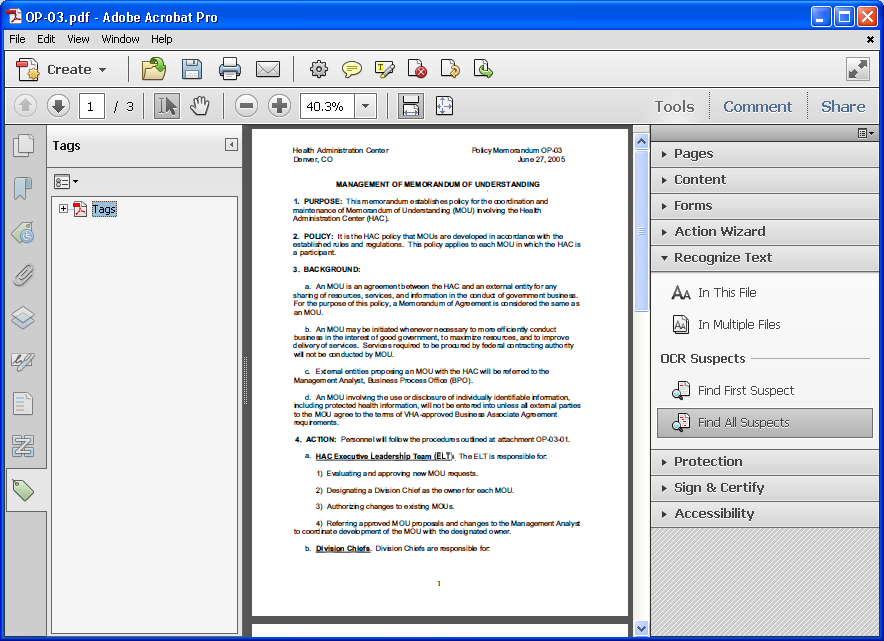 OP-03.pdf - Adobe Acrobat Pro
File Edit View Window Help
Create
1 / 3 40.3% Tools Comment Share
Tags
Tags
Health Administration Center Policy Memorandum OP-03
Denver, CO June 27, 2005
MANAGEMENT OF MEMORANDUM OF UNDERSTANDING
1. PURPOSE: This memorandum establishes policy for the coordination and
maintenance of Memorandum of Understanding (MOU) involving the Health
Administration Center (HAC).
2. POLICY: It is the HAC policy that MOUs are developed in accordance with the
established rules and regulations. This policy applies to each MOU in which the HAC is
a participant.
3. BACKGROUND:
a. An MOU is an agreement between the HAC and an external entity for any
sharing of resources, services, and information in the conduct of government business.
For the purpose of this policy, a Memorandum of Agreement is considered the same as
an MOU.
b. An MOU may be initiated whenever necessary to more efficiently conduct
business in the interest of good government, to maximize resources, and to improve
delivery of services. Services required to be procured by federal contracting authority
will not be conducted by MOU.
c. External entities proposing an MOU with the HAC will be referred to the
Management Analyst, Business Process Office (BPO).
d. An MOU involving the use or disclosure of individually identifiable information,
including protected health information, will not be entered into unless all external parties
to the MOU agree to the terms of VHA-approved Business Associate Agreement
requirements.
4. ACTION: Personnel will follow the procedures outlined at attachment OP-03-01.
a. HAC Executive Leadership Team (ELT). The ELT is responsible for:
1) Evaluating and approving new MOU requests.
2) Designating a Division Chief as the owner for each MOU.
3) Authorizing changes to existing MOUs.
4) Referring approved MOU proposals and changes to the Management Analyst
to coordinate development of the MOU with the designated owner.
b. Division Chiefs. Division Chiefs are responsible for:
1
Pages
Content
Forms
Action Wizard
Recognize Text
In This File
In Multiple Files
OCR Suspects
Find First Suspect
Find All Suspects
Protection
Sign & Certify
Accessibility